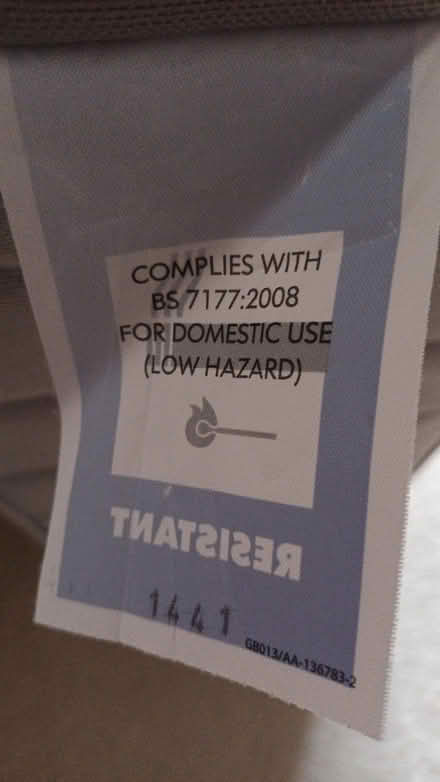 COMPLIES WITH
BS 7177:2008
FOR DOMESTIC USE
(LOW HAZARD)
RESISTANT
1441
GB013/AA-136783-2